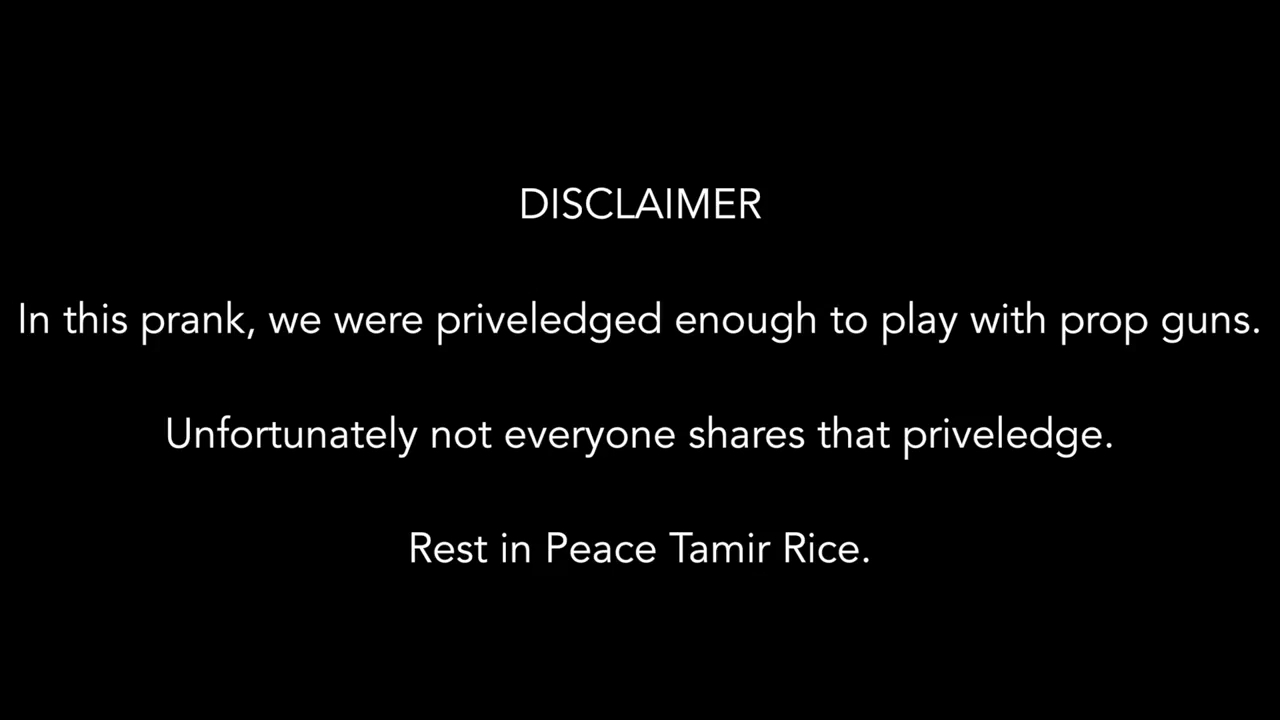 DISCLAIMER
In this prank, we were priveledged enough to play with prop guns.
Unfortunately not everyone shares that priveledge.
Rest in Peace Tamir Rice.